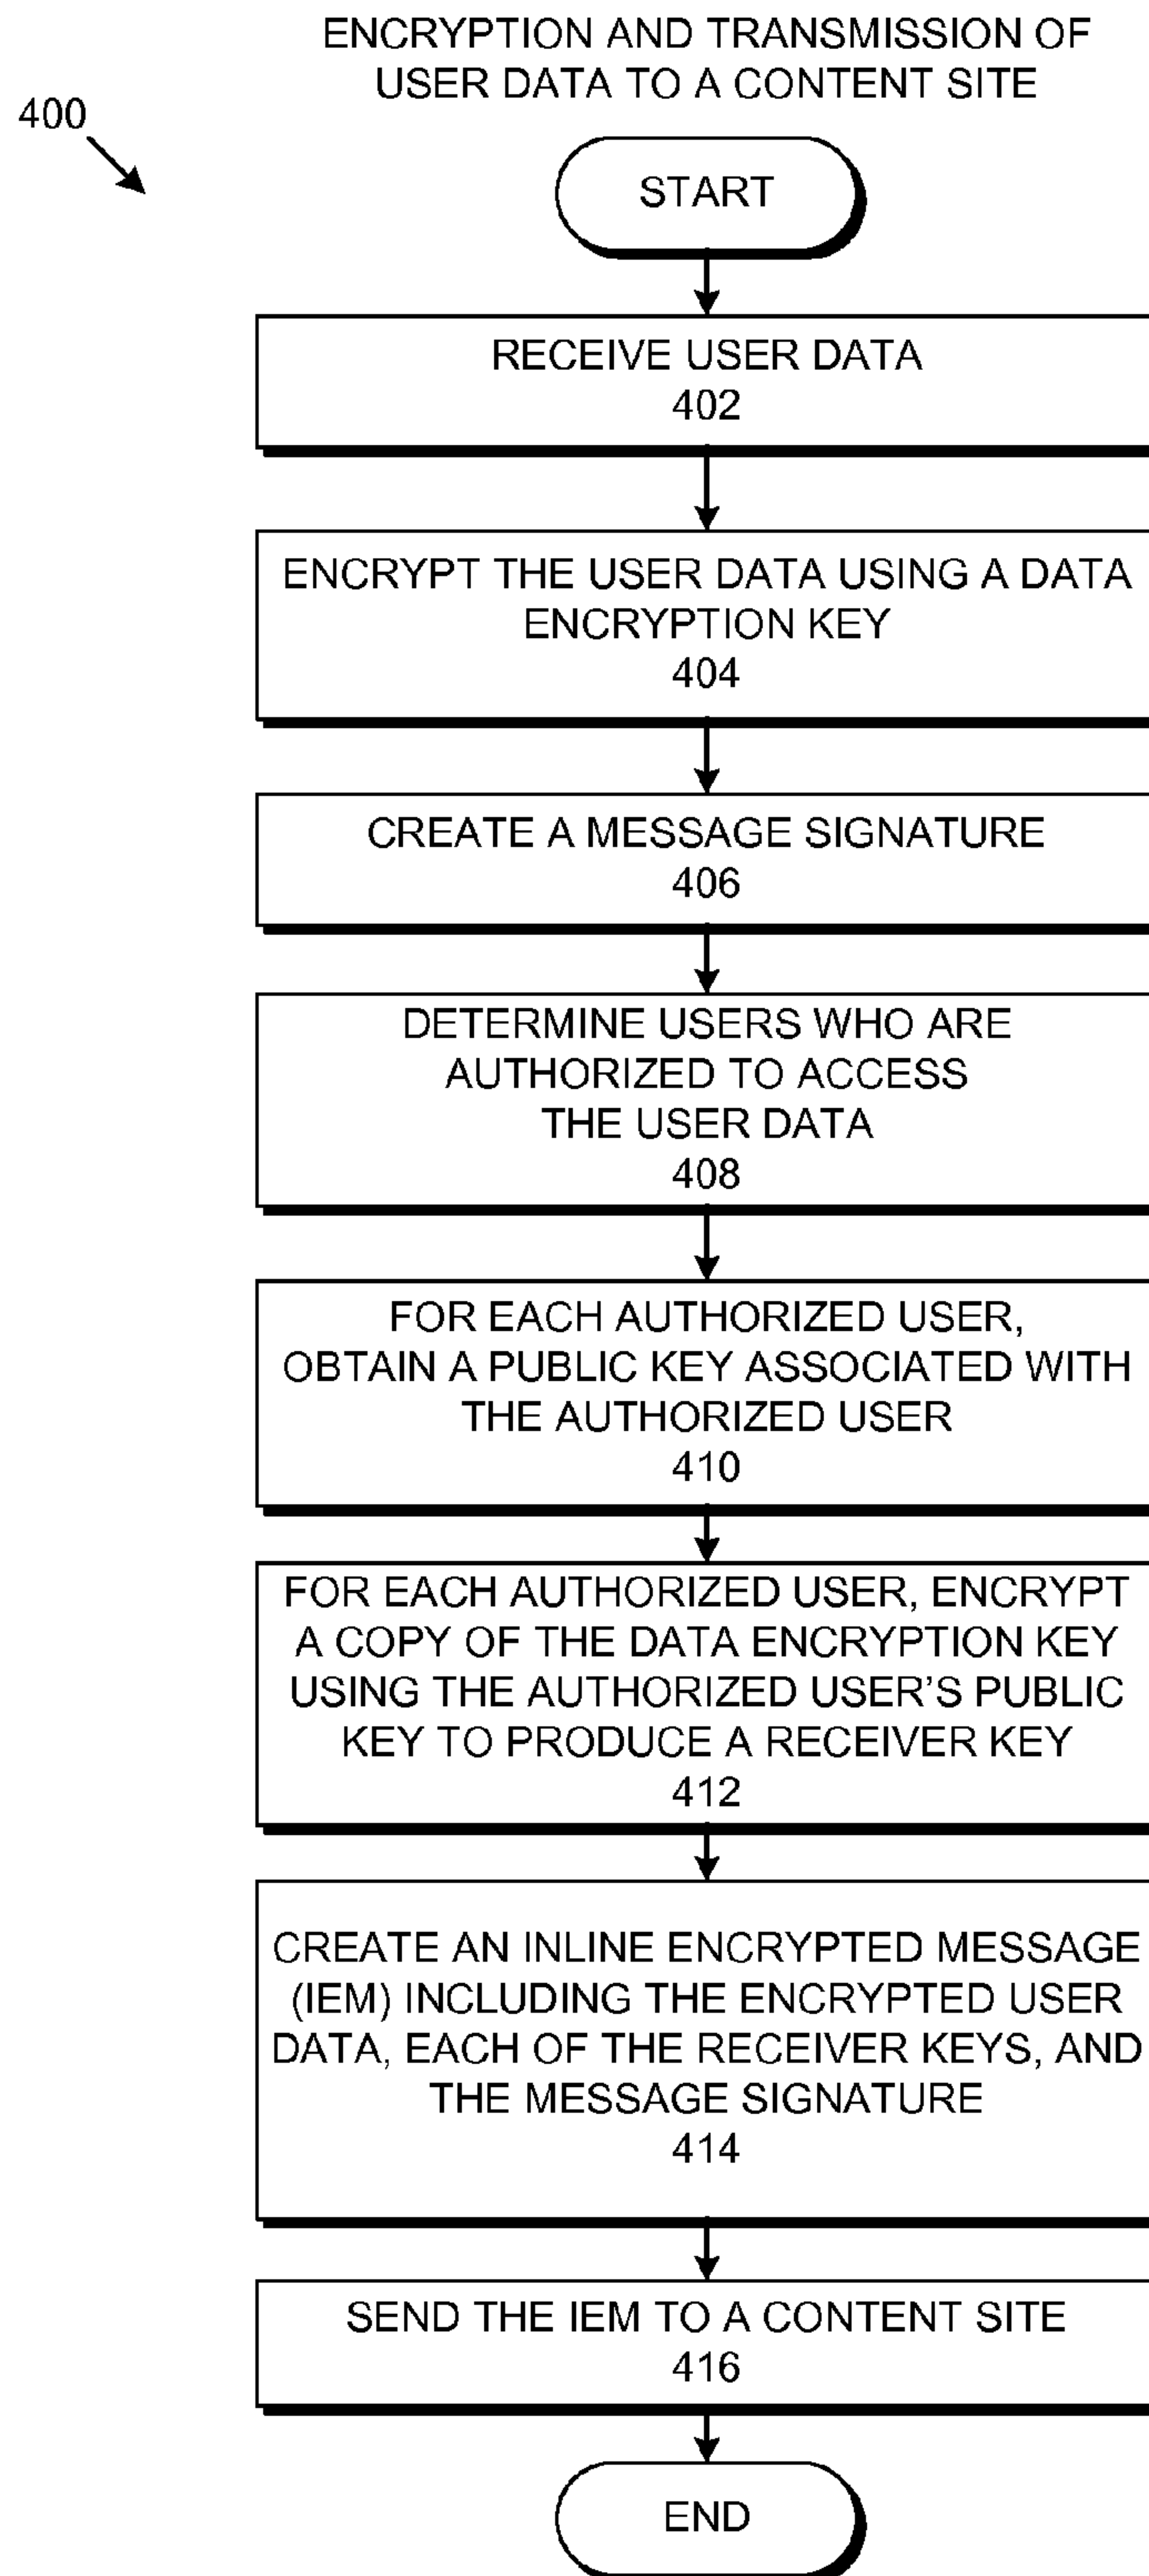 ENCRYPTION AND TRANSMISSION OF
USER DATA TO A CONTENT SITE
400
START
RECEIVE USER DATA
402
ENCRYPT THE USER DATA USING A DATA
ENCRYPTION KEY
404
CREATE A MESSAGE SIGNATURE
406
DETERMINE USERS WHO ARE
AUTHORIZED TO ACCESS
THE USER DATA
408
FOR EACH AUTHORIZED USER,
OBTAIN A PUBLIC KEY ASSOCIATED WITH
THE AUTHORIZED USER
410
FOR EACH AUTHORIZED USER, ENCRYPT
A COPY OF THE DATA ENCRYPTION KEY
USING THE AUTHORIZED USER’S PUBLIC
KEY TO PRODUCE A RECEIVER KEY
412
CREATE AN INLINE ENCRYPTED MESSAGE
(IEM) INCLUDING THE ENCRYPTED USER
DATA, EACH OF THE RECEIVER KEYS, AND
THE MESSAGE SIGNATURE
414
SEND THE IEM TO A CONTENT SITE
416
END